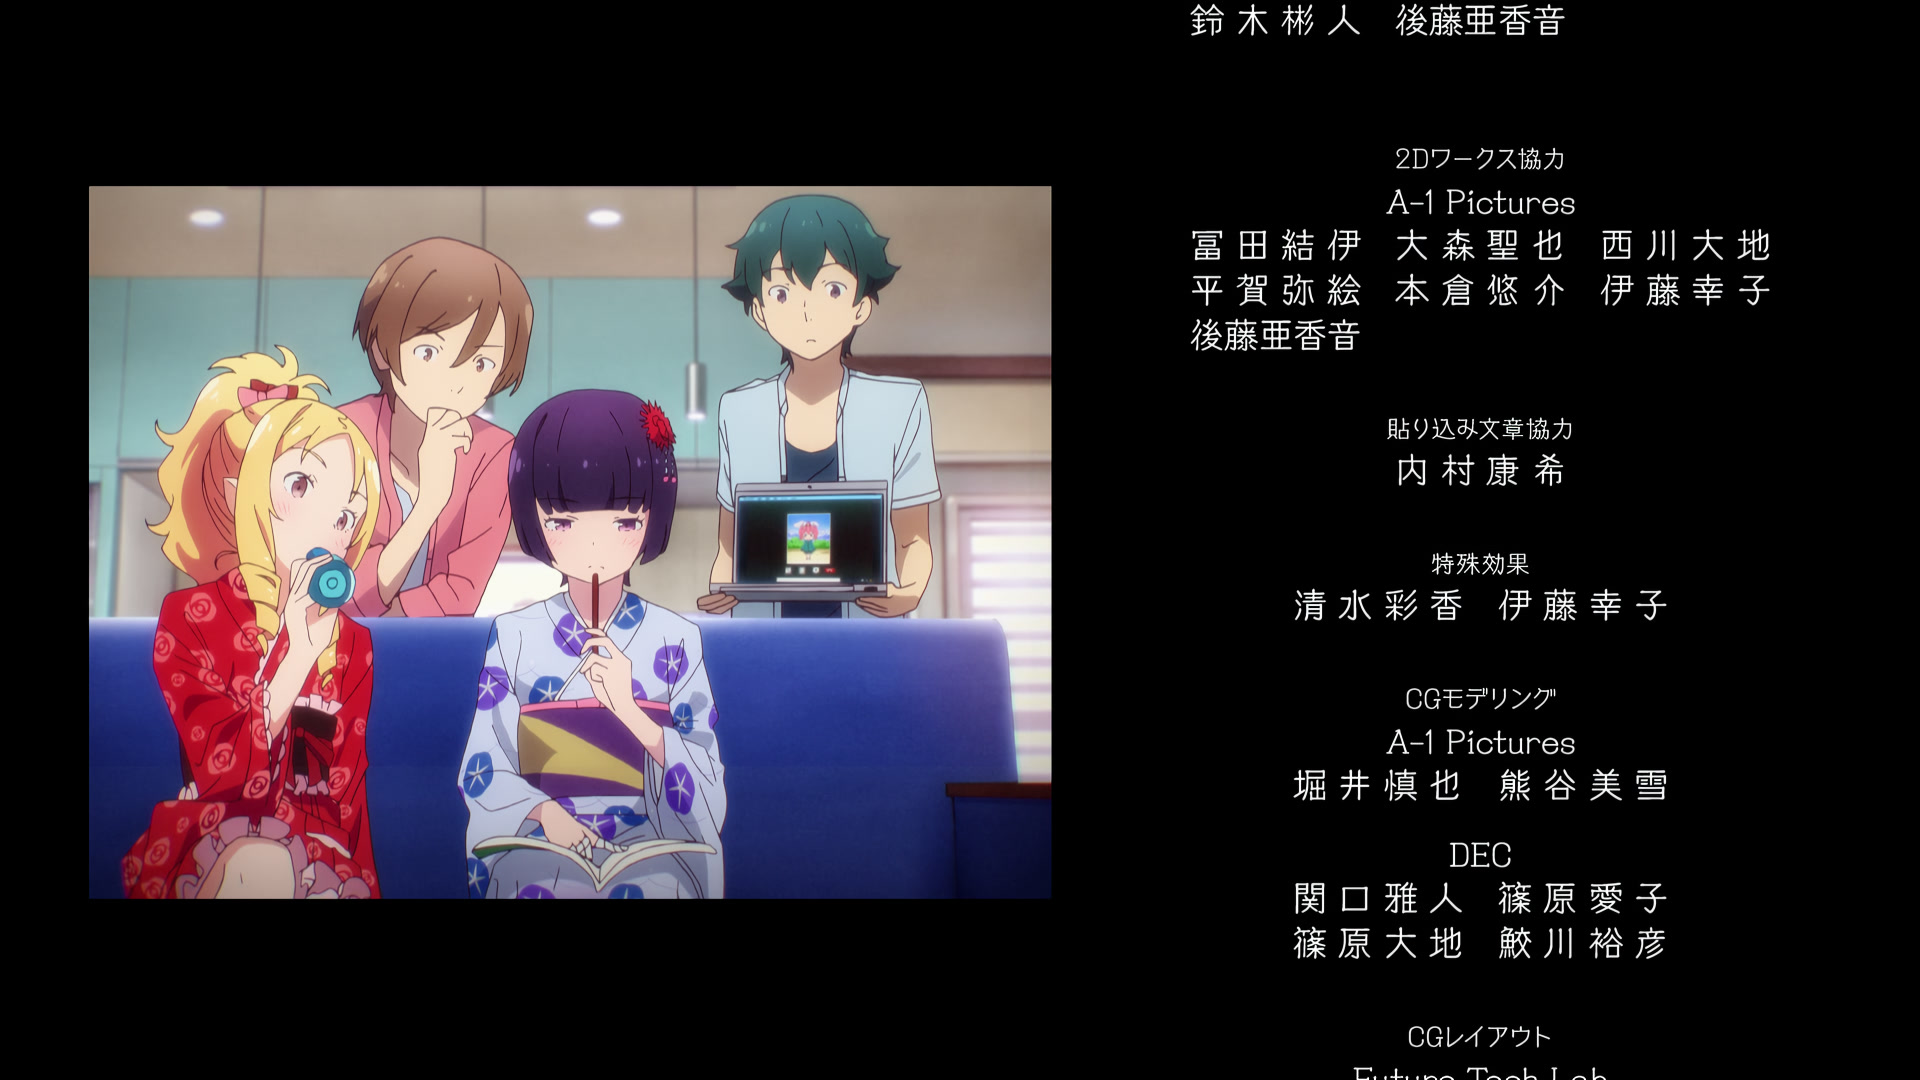 鈴木彬人 後藤亜香音
2Dワークス協力
A-1 Pictures
冨田結伊 大森聖也 西川大地
平賀弥絵 本倉悠介 伊藤幸子
後藤亜香音
貼り込み文章協力
内村康希
特殊効果
清水彩香 伊藤幸子
CGモデリング
A-1 Pictures
堀井慎也 熊谷美雪
DEC
関口雅人 篠原愛子
篠原大地 鮫川裕彦
CGレイアウト
Future Tech Lab